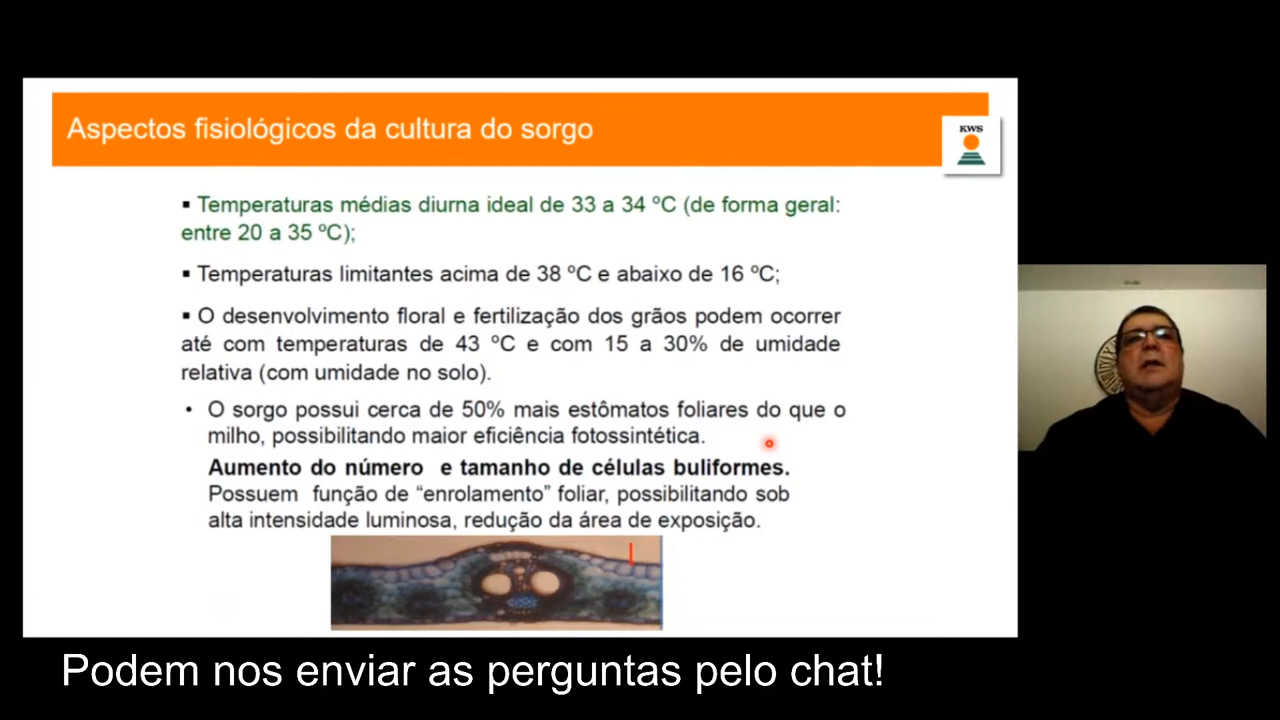 Aspectos fisiológicos da cultura do sorgo
KWS
▪ Temperaturas médias diurna ideal de 33 a 34 ºC (de forma geral:
entre 20 a 35 ºC);
▪ Temperaturas limitantes acima de 38 ºC e abaixo de 16 ºC;
▪ O desenvolvimento floral e fertilização dos grãos podem ocorrer
até com temperaturas de 43 ºC e com 15 a 30% de umidade
relativa (com umidade no solo).
• O sorgo possui cerca de 50% mais estômatos foliares do que o
milho, possibilitando maior eficiência fotossintética.
Aumento do número e tamanho de células buliformes.
Possuem função de “enrolamento” foliar, possibilitando sob
alta intensidade luminosa, redução da área de exposição.
Podem nos enviar as perguntas pelo chat!